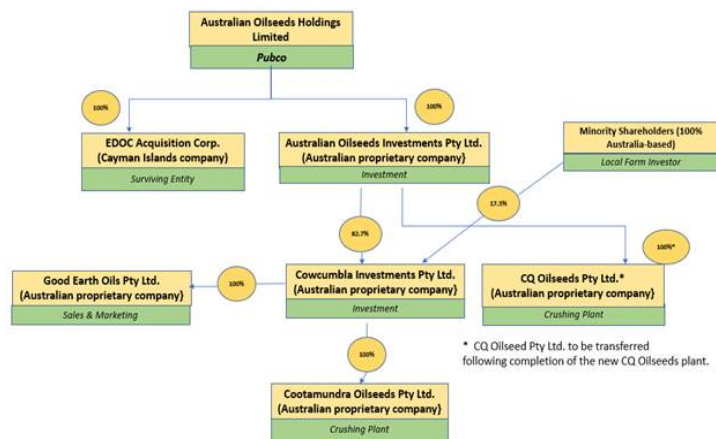 Australian Oilseeds Holdings
Limited
Pubco
100%
100%
EDOC Acquisition Corp.
(Cayman Islands company)
Surviving Entity
Australian Oilseeds Investments Pty Ltd.
(Australian proprietary company}
Investment
Minority Shareholders (100%
Australia-based)
Local Farm Investor
17.3%
82.7%
100%*
Good Earth Oils Pty Ltd.
(Australian proprietary company}
Sales & Marketing
100%
Cowcumbla Investments Pty Ltd.
(Australian proprietary company}
Investment
CQ Oilseeds Pty Ltd.*
(Australian proprietary company}
Crushing Plant
* CQ Oilseed Pty Ltd. to be transferred
following completion of the new CQ Oilseeds plant.
100%
Cootamundra Oilseeds Pty Ltd.
(Australian proprietary company}
Crushing Plant